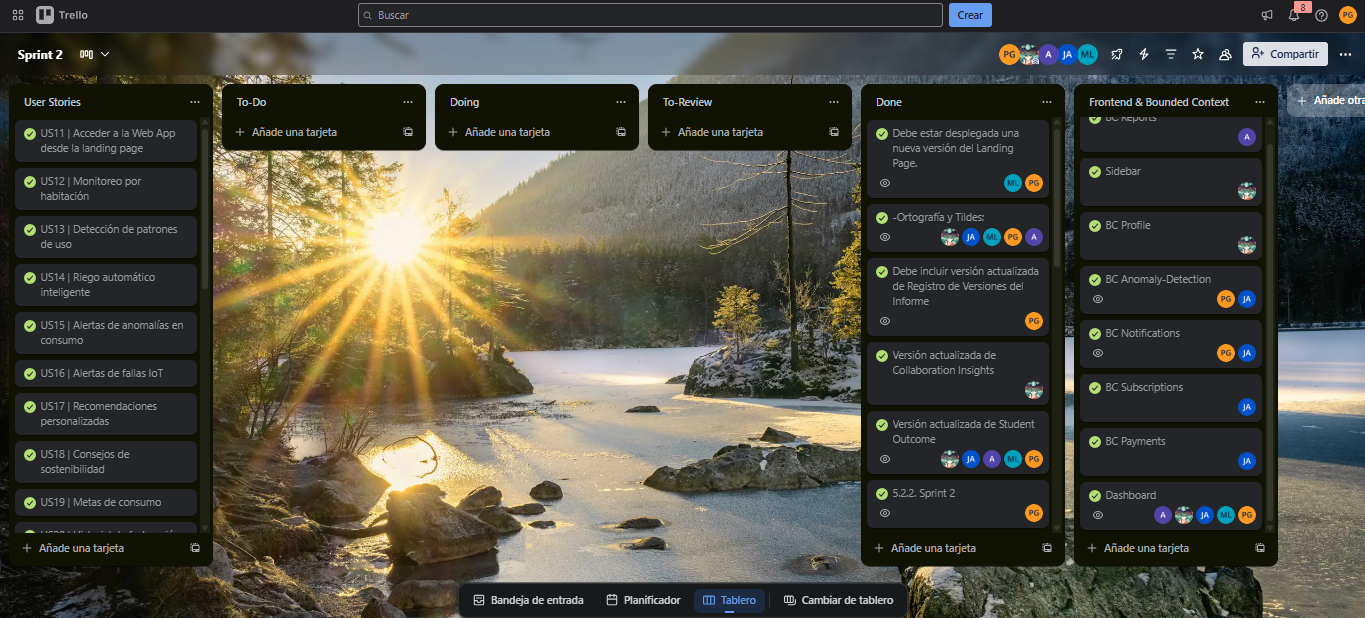 Trello
Buscar
Crear
8
PG
Sprint 2
PG
A
JA
ML
Compartir
User Stories
US11 | Acceder a la Web App
desde la landing page
US12 | Monitoreo por
habitación
US13 | Detección de patrones
de uso
US14 | Riego automático
inteligente
US15 | Alertas de anomalías en
consumo
US16 | Alertas de fallas IoT
US17 | Recomendaciones
personalizadas
US18 | Consejos de
sostenibilidad
US19 | Metas de consumo
Añade una tarjeta
To-Do
Añade una tarjeta
Doing
Añade una tarjeta
To-Review
Añade una tarjeta
Done
Debe estar desplegada una
nueva versión del Landing
Page.
ML PG
-Ortografía y Tildes:
JA ML PG A
Debe incluir versión actualizada
de Registro de Versiones del
Informe
PG
Versión actualizada de
Collaboration Insights
Versión actualizada de Student
Outcome
JA A ML PG
5.2.2. Sprint 2
PG
Añade una tarjeta
Frontend & Bounded Context
BC Reports
A
Sidebar
BC Profile
BC Anomaly-Detection
PG JA
BC Notifications
PG JA
BC Subscriptions
JA
BC Payments
JA
Dashboard
A JA ML PG
Añade una tarjeta
Añade otra
Bandeja de entrada
Planificador
Tablero
Cambiar de tablero